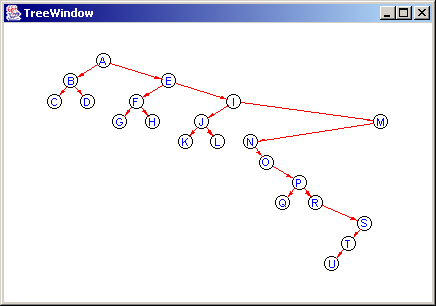 TreeWindow
A
B E
C D F I
G H J M
K L N
O
P
Q R
S
T
U